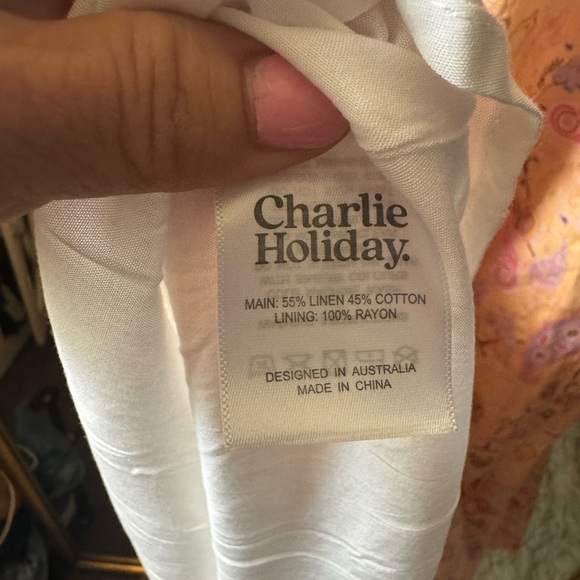 Charlie
Holiday.
MAIN: 55% LINEN 45% COTTON
LINING: 100% RAYON
DESIGNED IN AUSTRALIA
MADE IN CHINA